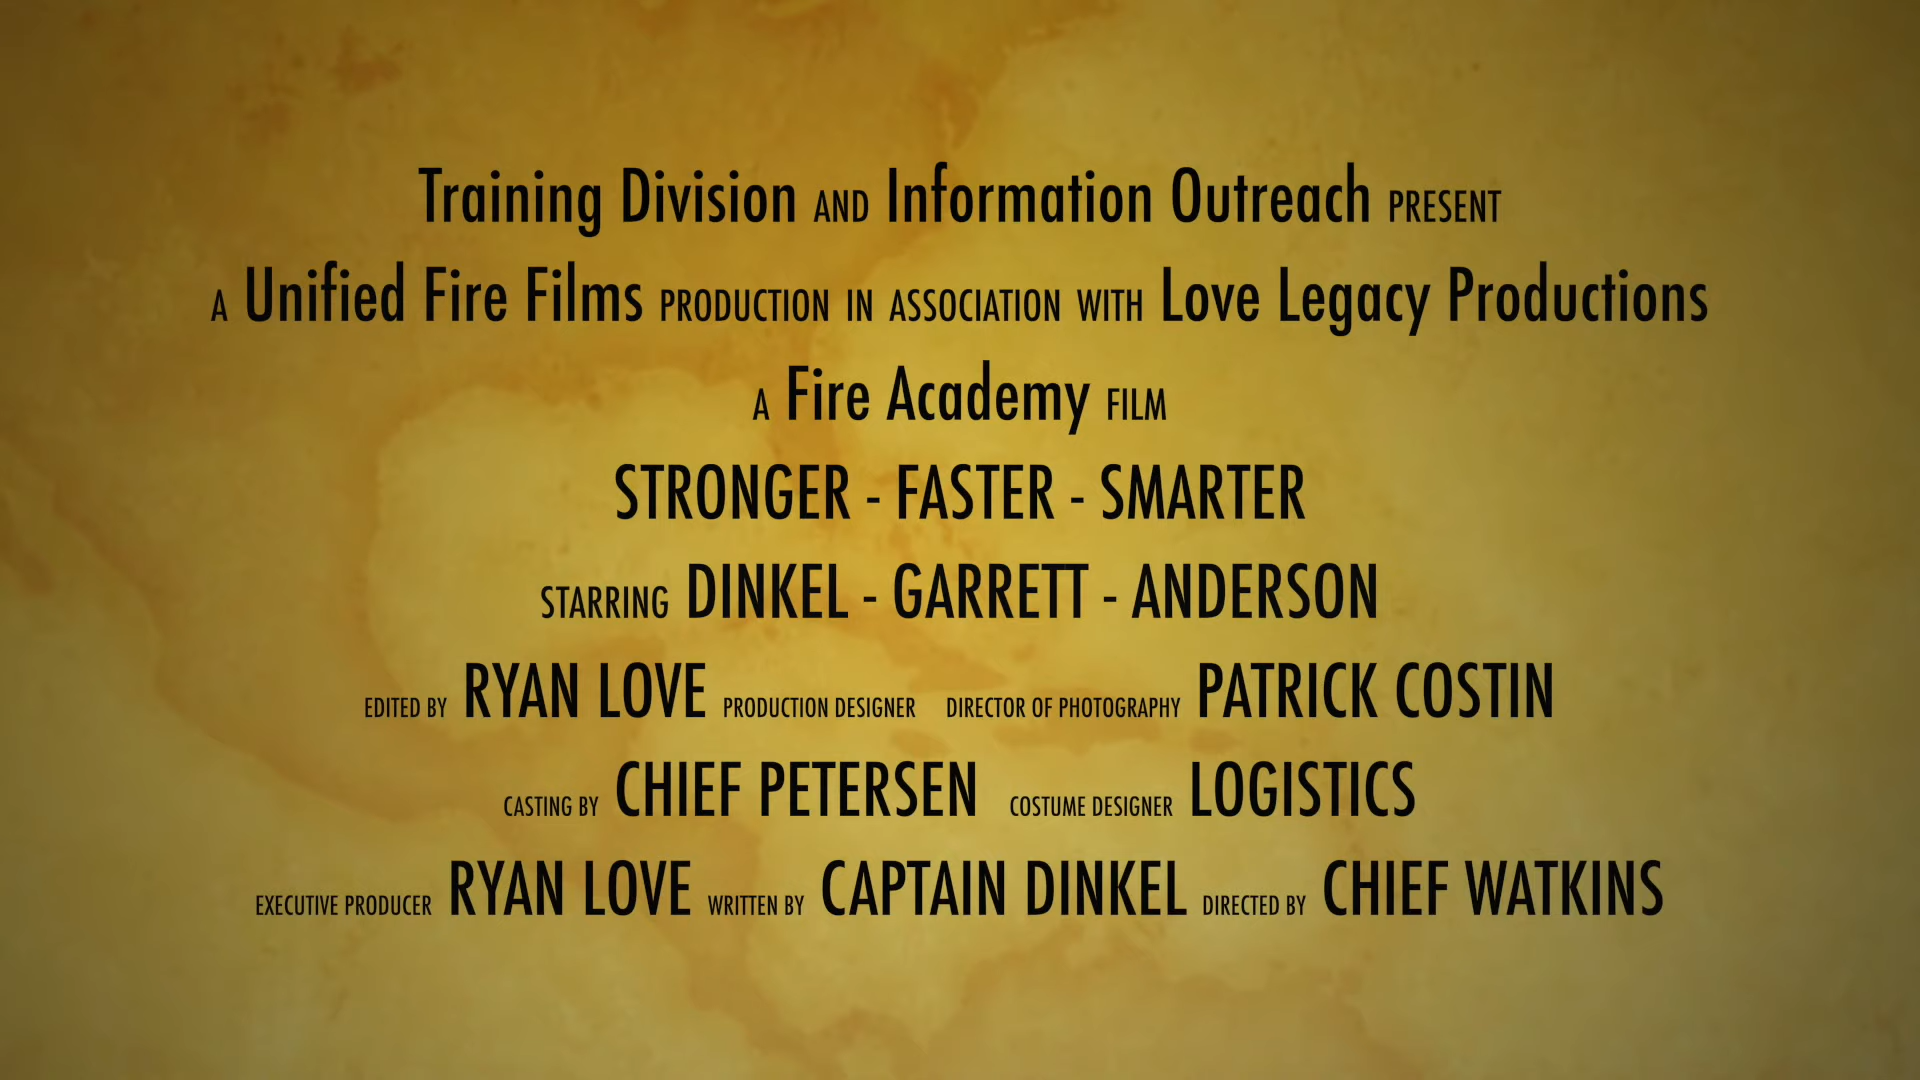 Training Division AND Information Outreach PRESENT
A Unified Fire Films PRODUCTION IN ASSOCIATION WITH Love Legacy Productions
A Fire Academy FILM
STRONGER - FASTER - SMARTER
STARRING DINKEL - GARRETT - ANDERSON
EDITED BY RYAN LOVE PRODUCTION DESIGNER DIRECTOR OF PHOTOGRAPHY PATRICK COSTIN
CASTING BY CHIEF PETERSEN COSTUME DESIGNER LOGISTICS
EXECUTIVE PRODUCER RYAN LOVE WRITTEN BY CAPTAIN DINKEL DIRECTED BY CHIEF WATKINS